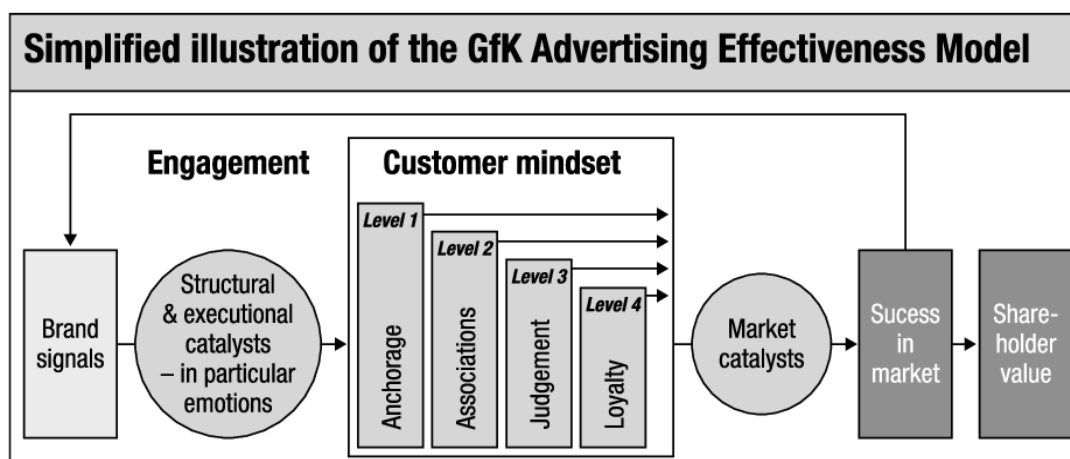 Simplified illustration of the GfK Advertising Effectiveness Model
Engagement
Customer mindset
Brand
signals
Structural
& executional
catalysts
– in particular
emotions
Level 1
Anchorage
Level 2
Associations
Level 3
Judgement
Level 4
Loyalty
Market
catalysts
Sucess
in
market
Share-
holder
value